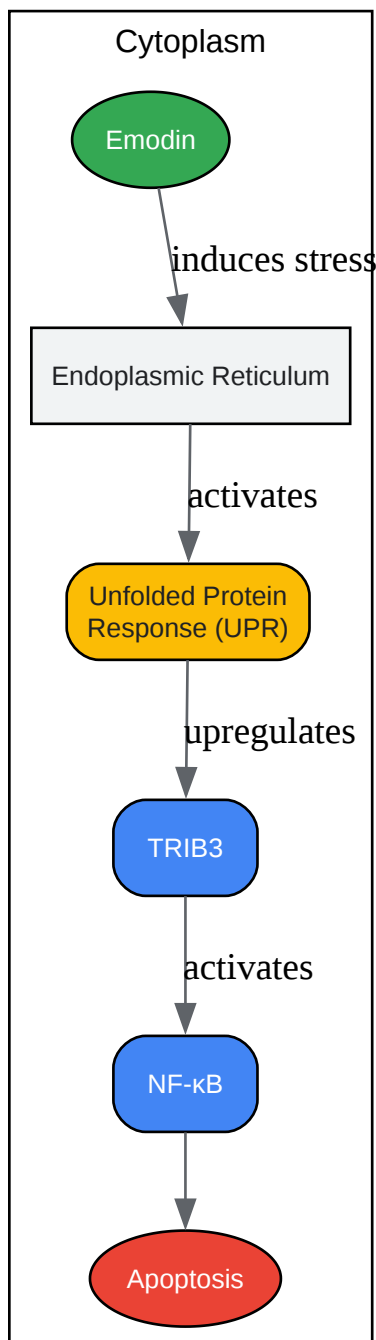 Cytoplasm
Emodin
induces stress
Endoplasmic Reticulum
activates
Unfolded Protein
Response (UPR)
upregulates
TRIB3
activates
NF-κB
Apoptosis